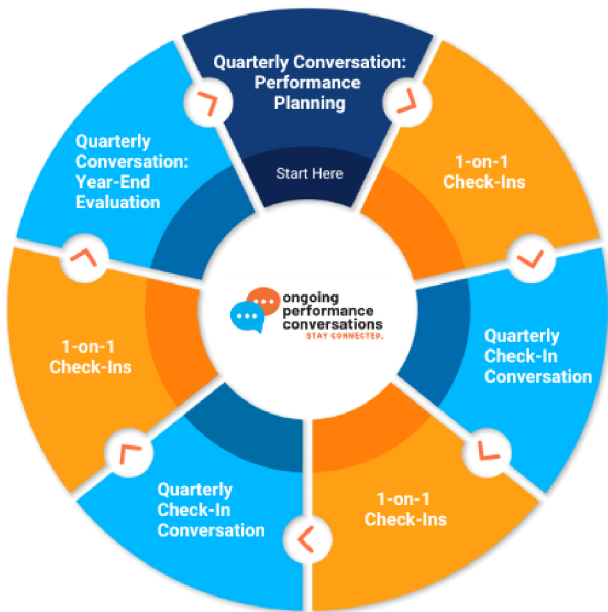 Quarterly Conversation:
Performance
Planning
Start Here
1-on-1
Check-Ins
Quarterly
Check-In
Conversation
1-on-1
Check-Ins
Quarterly
Check-In
Conversation
1-on-1
Check-Ins
Quarterly
Conversation:
Year-End
Evaluation
ongoing
performance
conversations
STAY CONNECTED.